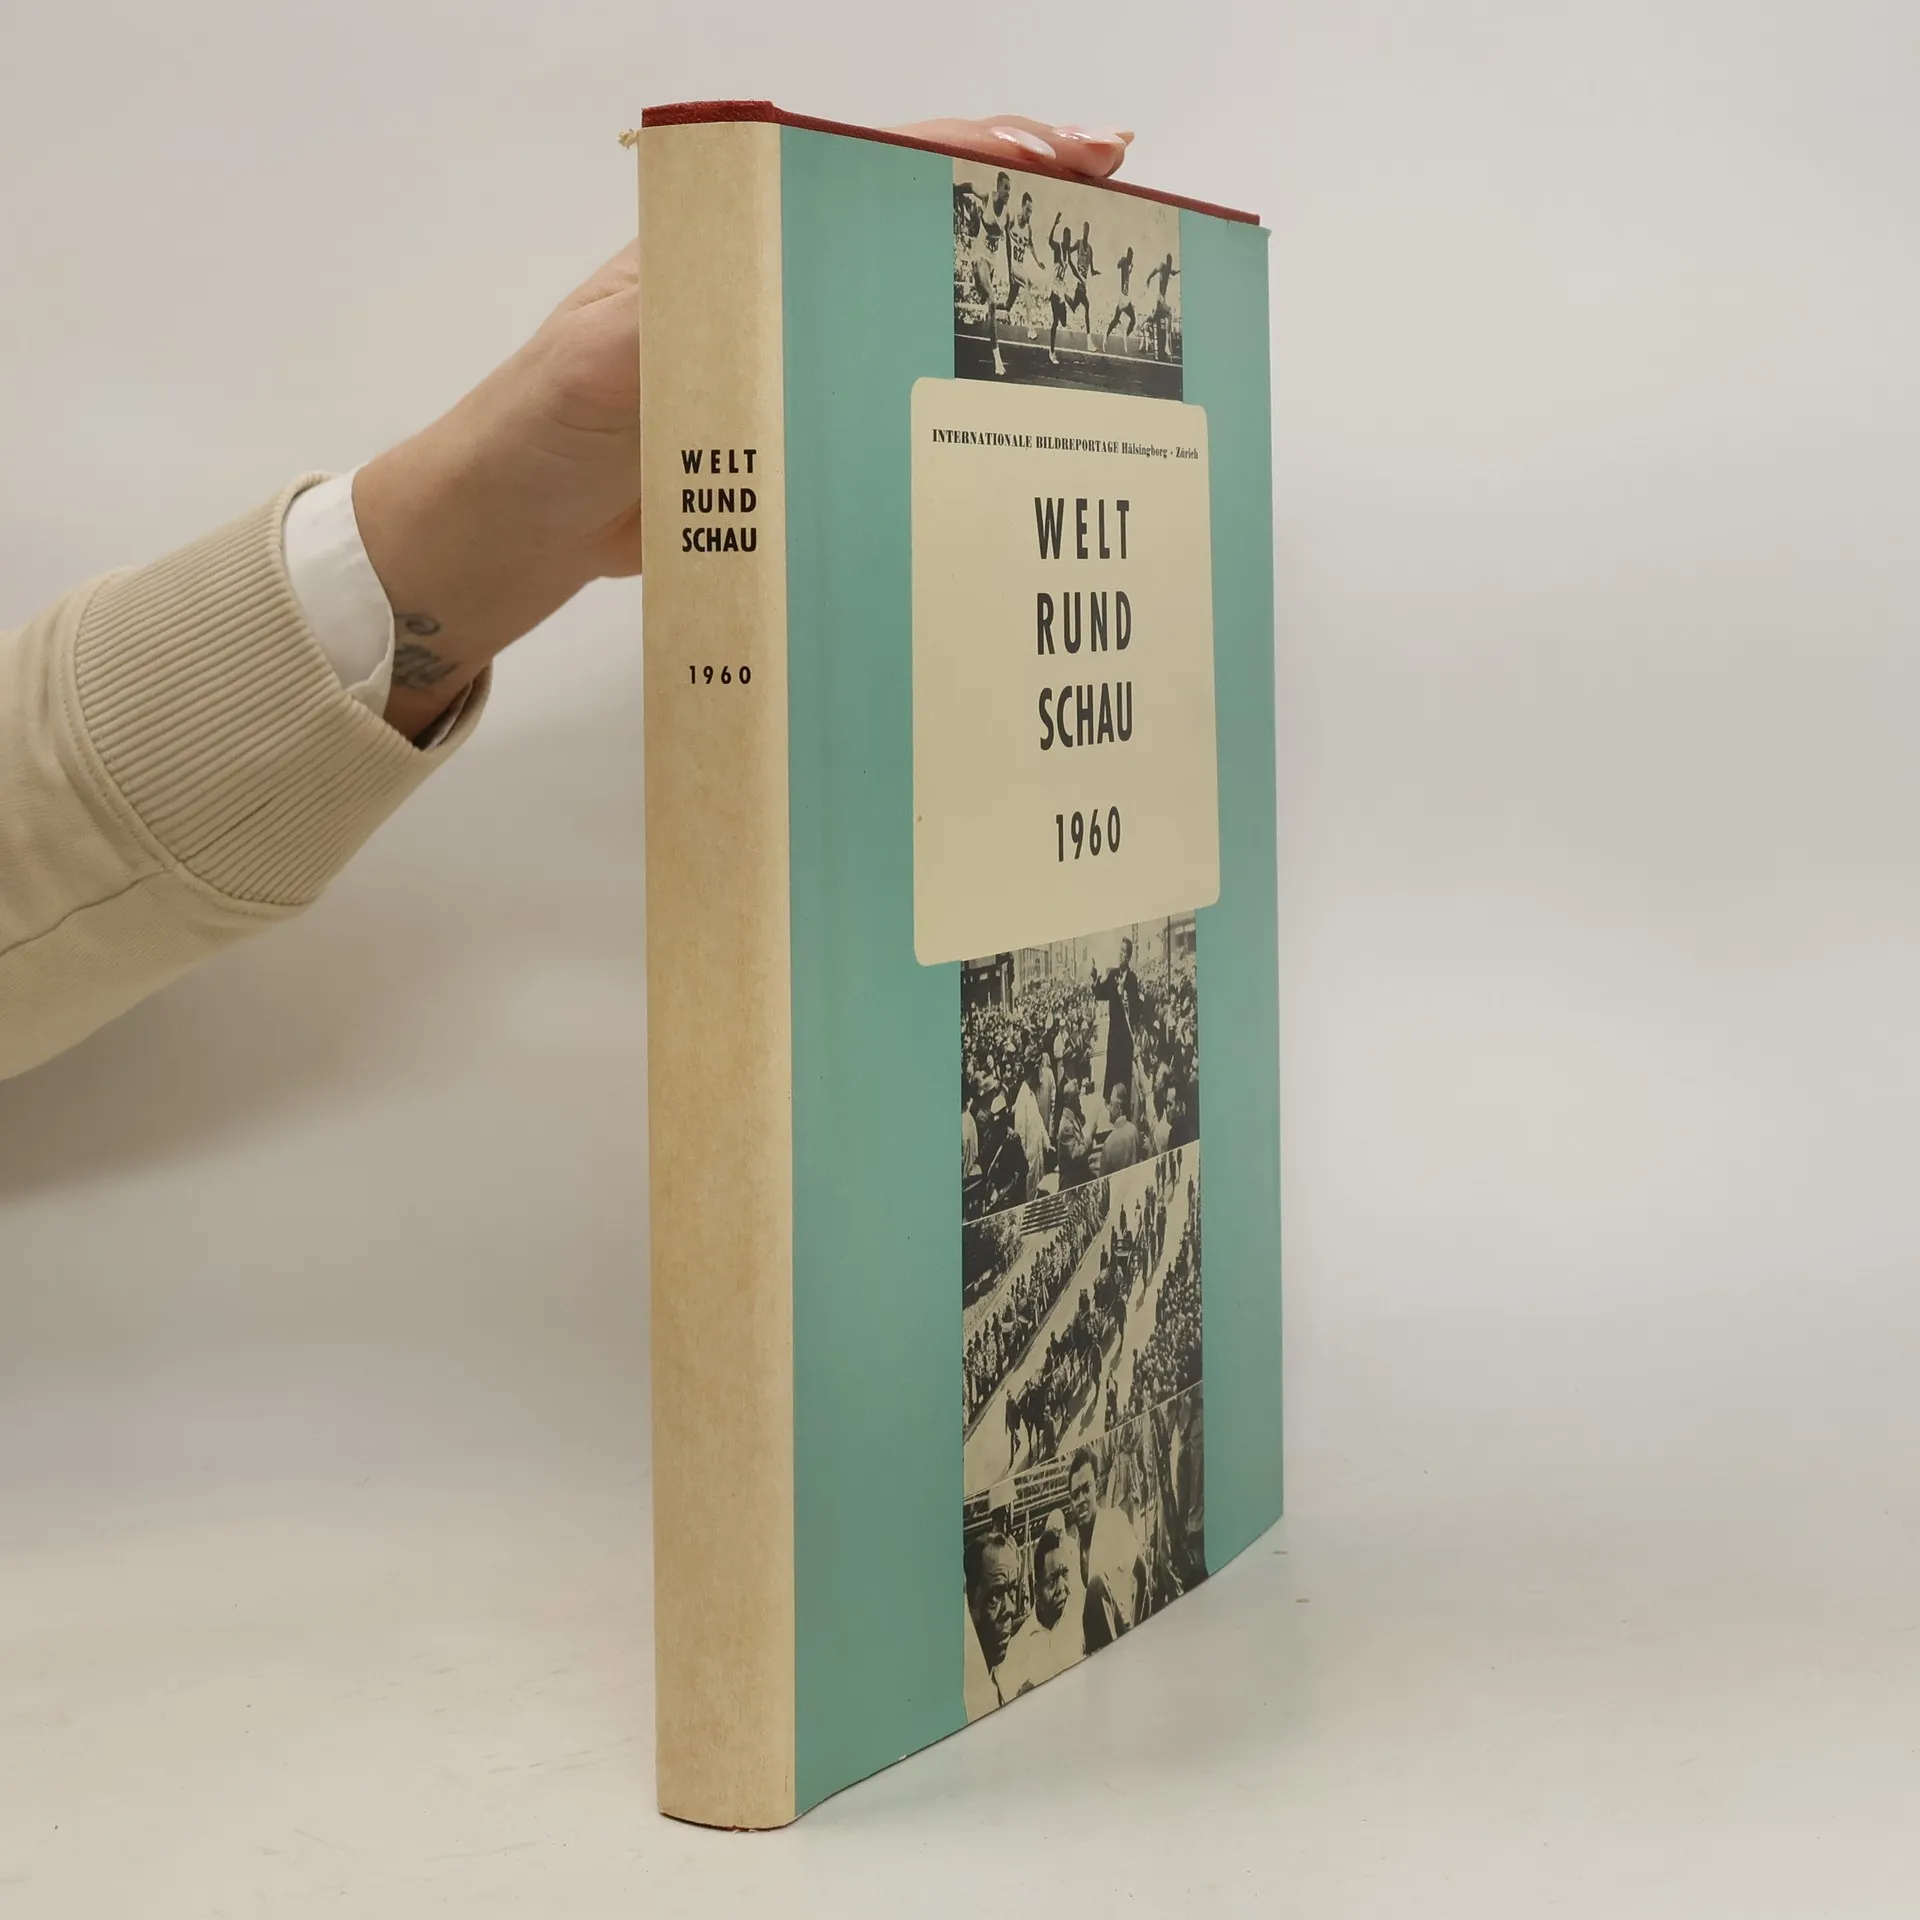 WELT
RUND
SCHAU
1960
INTERNATIONALE BILDREPORTAGE Hälsingborg · Zürich
WELT
RUND
SCHAU
1960